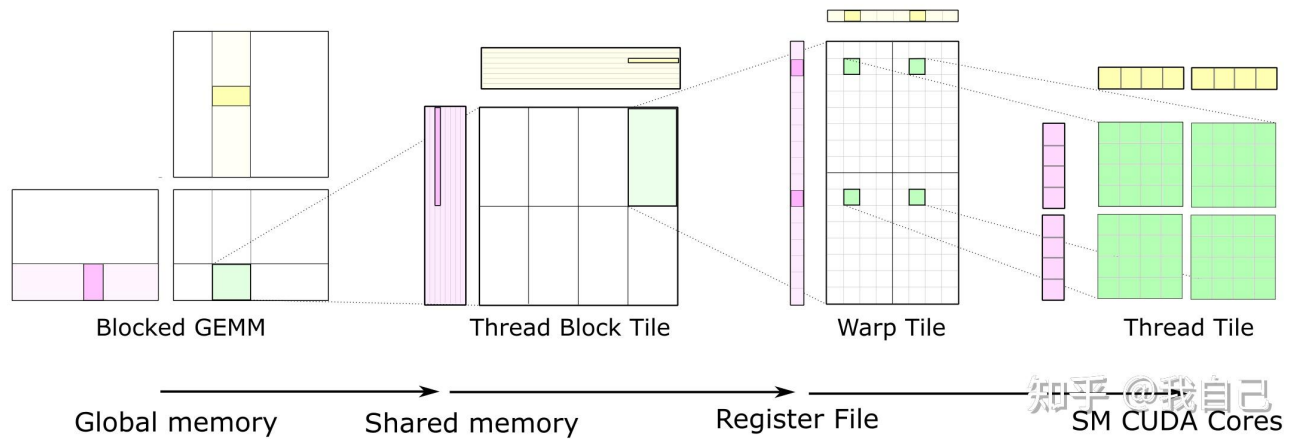 Blocked GEMM
Thread Block Tile
Warp Tile
Thread Tile
Global memory
Shared memory
Register File
SM CUDA Cores
知乎 @我自己